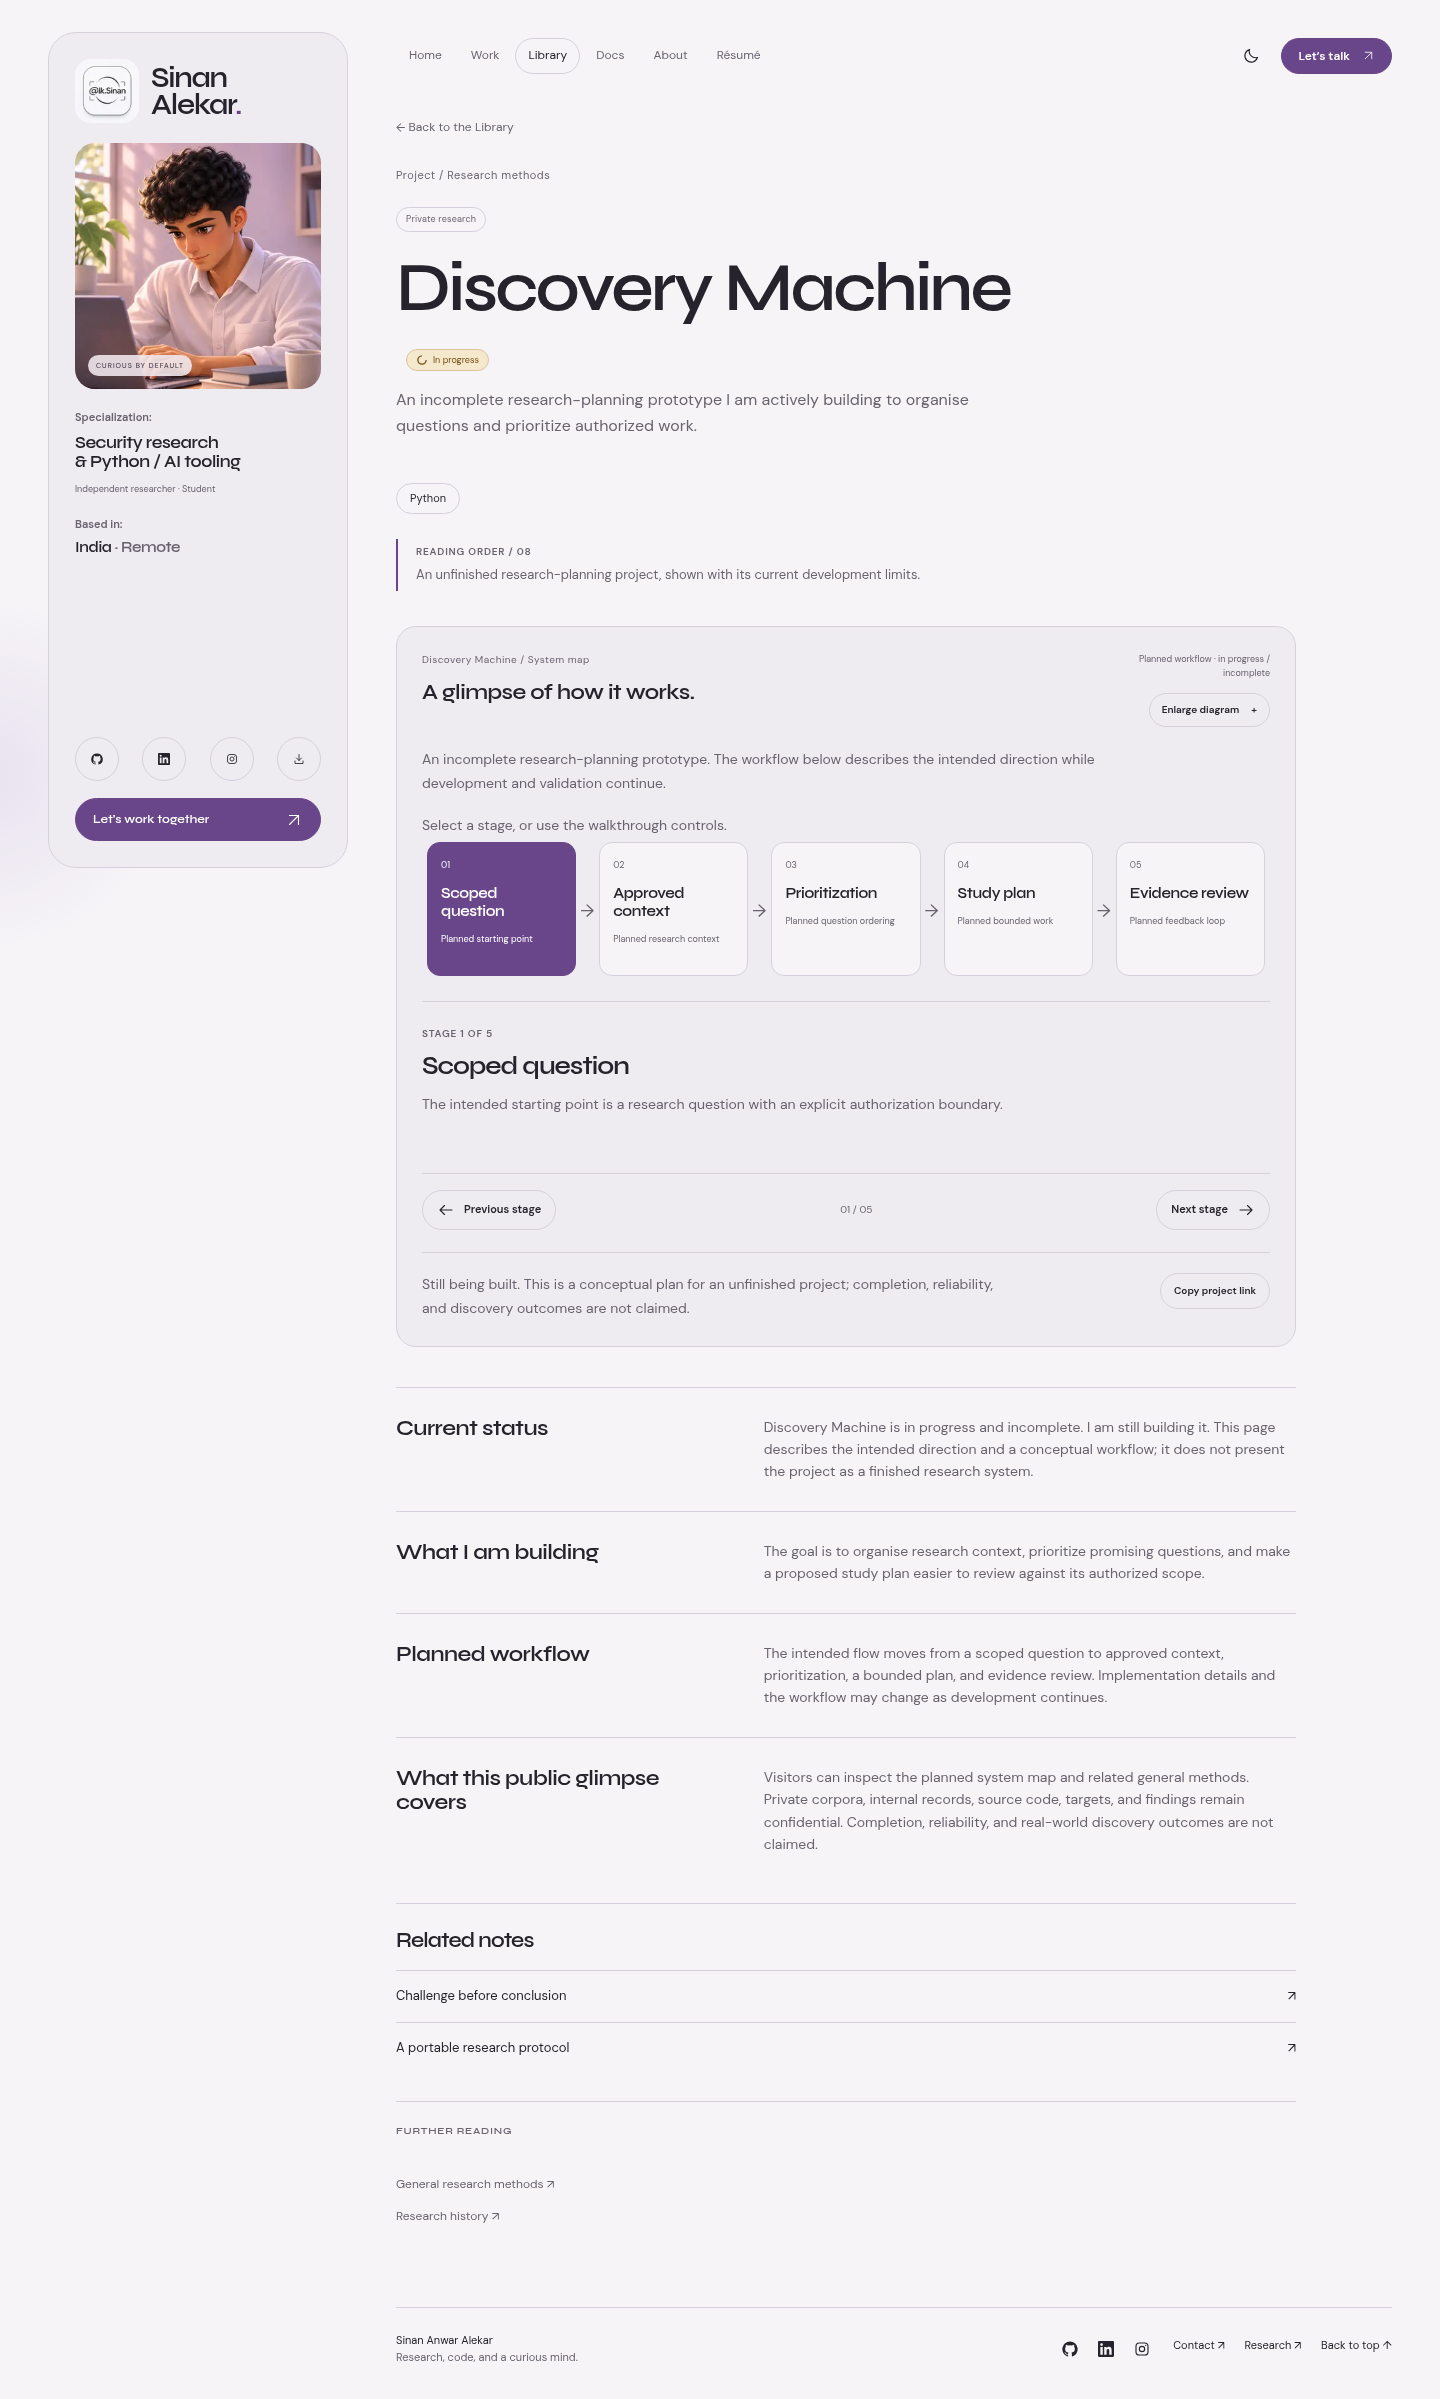 @Ik.Sinan
Sinan
Alekar.
CURIOUS BY DEFAULT
Specialization:
Security research
& Python / AI tooling
Independent researcher · Student
Based in:
India · Remote
Let's work together
Home
Work
Library
Docs
About
Résumé
Let's talk
← Back to the Library
Project / Research methods
Private research
Discovery Machine
In progress
An incomplete research-planning prototype I am actively building to organise
questions and prioritize authorized work.
Python
READING ORDER / 08
An unfinished research-planning project, shown with its current development limits.
Discovery Machine / System map
A glimpse of how it works.
Planned workflow · in progress /
incomplete
Enlarge diagram +
An incomplete research-planning prototype. The workflow below describes the intended direction while
development and validation continue.
Select a stage, or use the walkthrough controls.
01
Scoped
question
Planned starting point
→
02
Approved
context
Planned research context
→
03
Prioritization
Planned question ordering
→
04
Study plan
Planned bounded work
→
05
Evidence review
Planned feedback loop
STAGE 1 OF 5
Scoped question
The intended starting point is a research question with an explicit authorization boundary.
← Previous stage
01 / 05
Next stage →
Still being built. This is a conceptual plan for an unfinished project; completion, reliability,
and discovery outcomes are not claimed.
Copy project link
Current status
Discovery Machine is in progress and incomplete. I am still building it. This page
describes the intended direction and a conceptual workflow; it does not present
the project as a finished research system.
What I am building
The goal is to organise research context, prioritize promising questions, and make
a proposed study plan easier to review against its authorized scope.
Planned workflow
The intended flow moves from a scoped question to approved context,
prioritization, a bounded plan, and evidence review. Implementation details and
the workflow may change as development continues.
What this public glimpse
covers
Visitors can inspect the planned system map and related general methods.
Private corpora, internal records, source code, targets, and findings remain
confidential. Completion, reliability, and real-world discovery outcomes are not
claimed.
Related notes
Challenge before conclusion ↗
A portable research protocol ↗
FURTHER READING
General research methods ↗
Research history ↗
Sinan Anwar Alekar
Research, code, and a curious mind.
Contact ↗
Research ↗
Back to top ↑